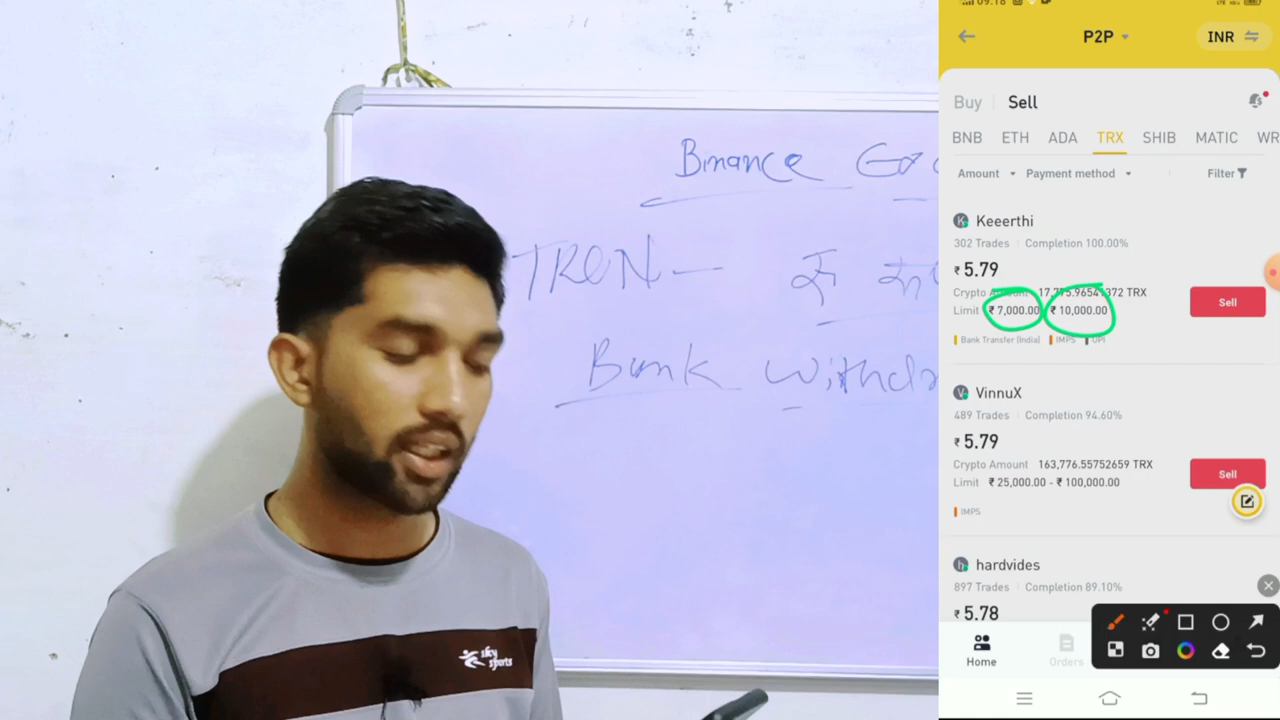 Binance
TRON —
रु
Bank
sky
sports
09:18
P2P
INR
Buy
Sell
BNB ETH ADA TRX SHIB MATIC WR
Amount Payment method Filter
Keeerthi
302 Trades Completion 100.00%
₹ 5.79
TRX
Limit ₹ 7,000.00 ₹ 10,000.00
Sell
Bank Transfer (India) IMPS UPI
VinnuX
489 Trades Completion 94.60%
₹ 5.79
Crypto Amount 163,776.55752659 TRX
Limit ₹ 25,000.00 - ₹ 100,000.00
Sell
IMPS
hardvides
897 Trades Completion 89.10%
₹ 5.78
Home
Orders